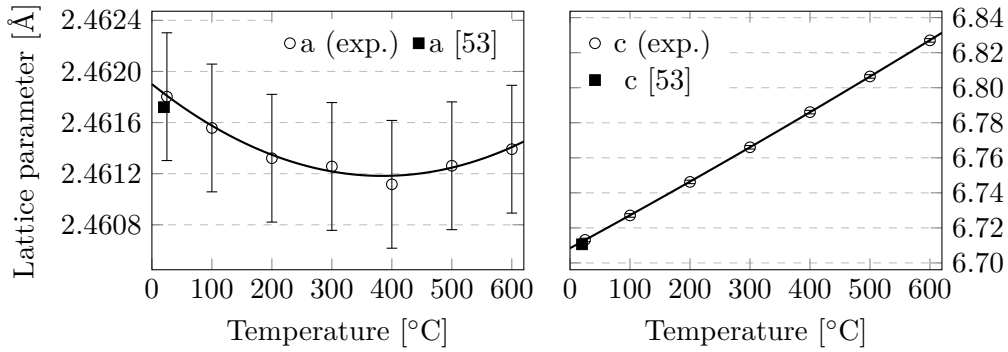 Lattice parameter [Å]
2.4624
2.4620
2.4616
2.4612
2.4608
a (exp.) a [53]
0 100 200 300 400 500 600
Temperature [°C]
c (exp.)
c [53]
6.84
6.82
6.80
6.78
6.76
6.74
6.72
6.70
0 100 200 300 400 500 600
Temperature [°C]